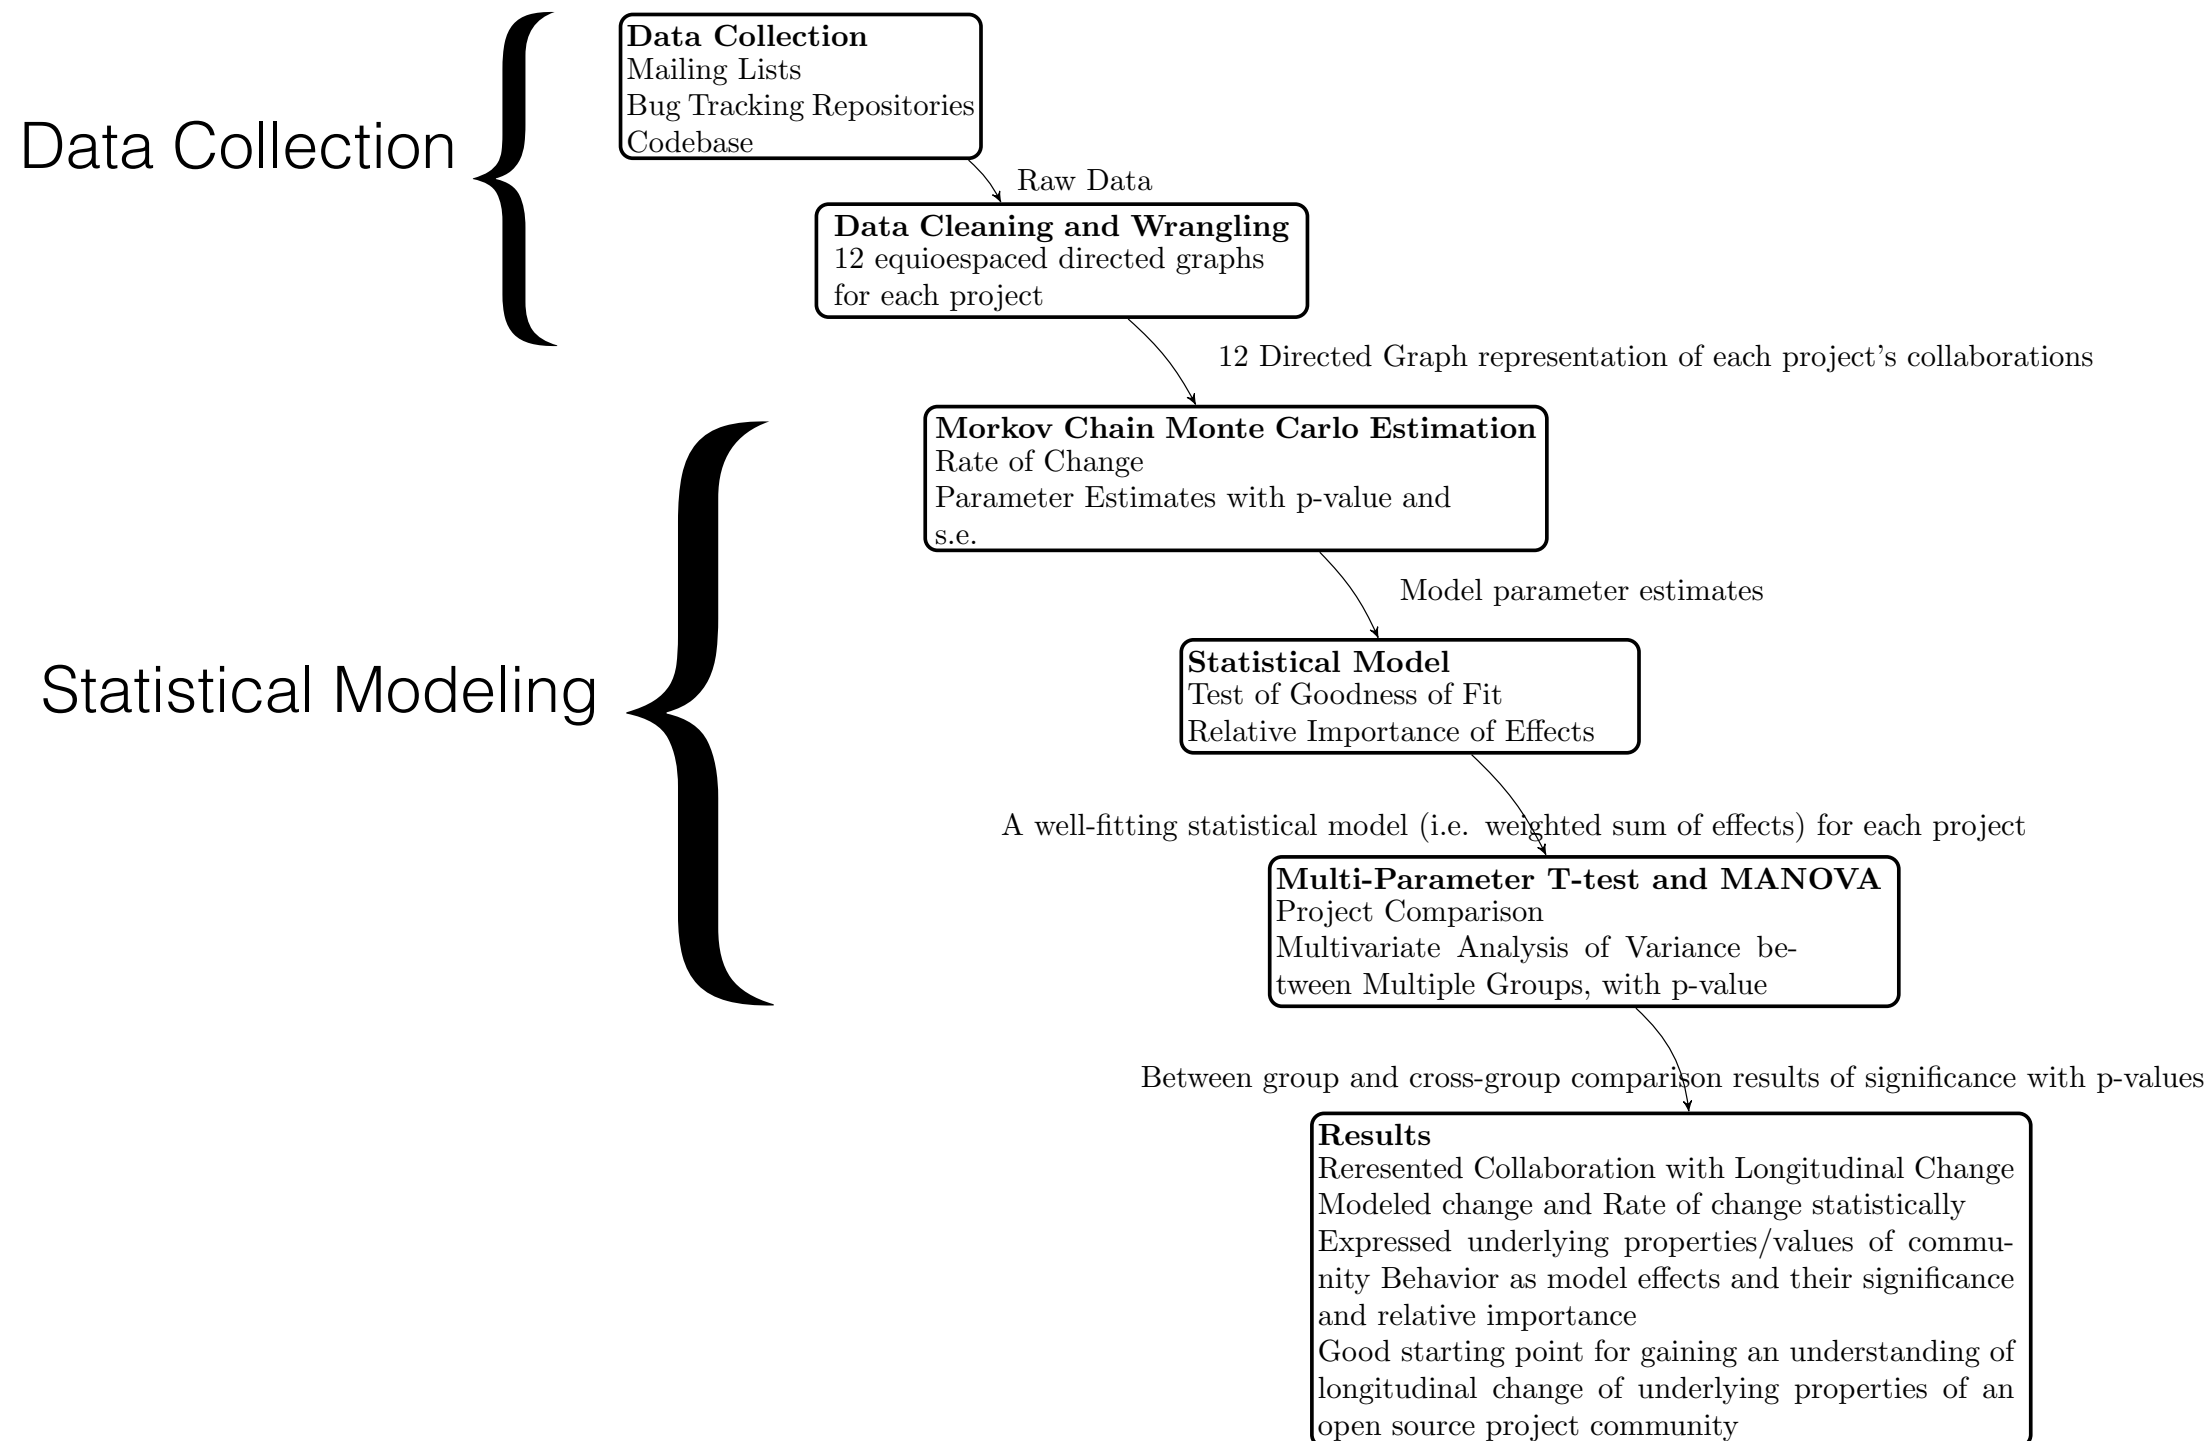 Data Collection
Data Collection
Mailing Lists
Bug Tracking Repositories
Codebase
Raw Data
Data Cleaning and Wrangling
12 equioespaced directed graphs
for each project
12 Directed Graph representation of each project's collaborations
Statistical Modeling
Morkov Chain Monte Carlo Estimation
Rate of Change
Parameter Estimates with p-value and
s.e.
Model parameter estimates
Statistical Model
Test of Goodness of Fit
Relative Importance of Effects
A well-fitting statistical model (i.e. weighted sum of effects) for each project
Multi-Parameter T-test and MANOVA
Project Comparison
Multivariate Analysis of Variance be-
tween Multiple Groups, with p-value
Between group and cross-group comparison results of significance with p-values
Results
Reresented Collaboration with Longitudinal Change
Modeled change and Rate of change statistically
Expressed underlying properties/values of commu-
nity Behavior as model effects and their significance
and relative importance
Good starting point for gaining an understanding of
longitudinal change of underlying properties of an
open source project community